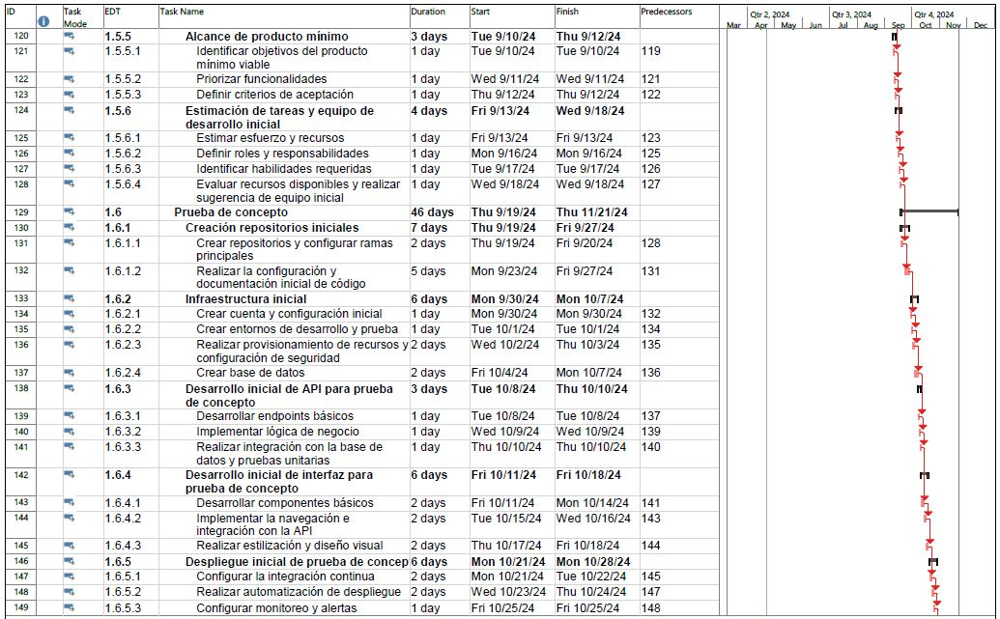 ID Task Mode EDT Task Name Duration Start Finish Predecessors
Qtr 2, 2024 Qtr 3, 2024 Qtr 4, 2024
Mar Apr May Jun Jul Aug Sep Oct Nov Dec
120 1.5.5 Alcance de producto mínimo 3 days Tue 9/10/24 Thu 9/12/24
121 1.5.5.1 Identificar objetivos del producto 1 day Tue 9/10/24 Tue 9/10/24 119
mínimo viable
122 1.5.5.2 Priorizar funcionalidades 1 day Wed 9/11/24 Wed 9/11/24 121
123 1.5.5.3 Definir criterios de aceptación 1 day Thu 9/12/24 Thu 9/12/24 122
124 1.5.6 Estimación de tareas y equipo de 4 days Fri 9/13/24 Wed 9/18/24
desarrollo inicial
125 1.5.6.1 Estimar esfuerzo y recursos 1 day Fri 9/13/24 Fri 9/13/24 123
126 1.5.6.2 Definir roles y responsabilidades 1 day Mon 9/16/24 Mon 9/16/24 125
127 1.5.6.3 Identificar habilidades requeridas 1 day Tue 9/17/24 Tue 9/17/24 126
128 1.5.6.4 Evaluar recursos disponibles y realizar 1 day Wed 9/18/24 Wed 9/18/24 127
sugerencia de equipo inicial
129 1.6 Prueba de concepto 46 days Thu 9/19/24 Thu 11/21/24
130 1.6.1 Creación repositorios iniciales 7 days Thu 9/19/24 Fri 9/27/24
131 1.6.1.1 Crear repositorios y configurar ramas 2 days Thu 9/19/24 Fri 9/20/24 128
principales
132 1.6.1.2 Realizar la configuración y 5 days Mon 9/23/24 Fri 9/27/24 131
documentación inicial de código
133 1.6.2 Infraestructura inicial 6 days Mon 9/30/24 Mon 10/7/24
134 1.6.2.1 Crear cuenta y configuración inicial 1 day Mon 9/30/24 Mon 9/30/24 132
135 1.6.2.2 Crear entornos de desarrollo y prueba 1 day Tue 10/1/24 Tue 10/1/24 134
136 1.6.2.3 Realizar provisionamiento de recursos y 2 days Wed 10/2/24 Thu 10/3/24 135
configuración de seguridad
137 1.6.2.4 Crear base de datos 2 days Fri 10/4/24 Mon 10/7/24 136
138 1.6.3 Desarrollo inicial de API para prueba 3 days Tue 10/8/24 Thu 10/10/24
de concepto
139 1.6.3.1 Desarrollar endpoints básicos 1 day Tue 10/8/24 Tue 10/8/24 137
140 1.6.3.2 Implementar lógica de negocio 1 day Wed 10/9/24 Wed 10/9/24 139
141 1.6.3.3 Realizar integración con la base de 1 day Thu 10/10/24 Thu 10/10/24 140
datos y pruebas unitarias
142 1.6.4 Desarrollo inicial de interfaz para 6 days Fri 10/11/24 Fri 10/18/24
prueba de concepto
143 1.6.4.1 Desarrollar componentes básicos 2 days Fri 10/11/24 Mon 10/14/24 141
144 1.6.4.2 Implementar la navegación e 2 days Tue 10/15/24 Wed 10/16/24 143
integración con la API
145 1.6.4.3 Realizar estilización y diseño visual 2 days Thu 10/17/24 Fri 10/18/24 144
146 1.6.5 Despliegue inicial de prueba de concep 6 days Mon 10/21/24 Mon 10/28/24
147 1.6.5.1 Configurar la integración continua 2 days Mon 10/21/24 Tue 10/22/24 145
148 1.6.5.2 Realizar automatización de despliegue 2 days Wed 10/23/24 Thu 10/24/24 147
149 1.6.5.3 Configurar monitoreo y alertas 1 day Fri 10/25/24 Fri 10/25/24 148